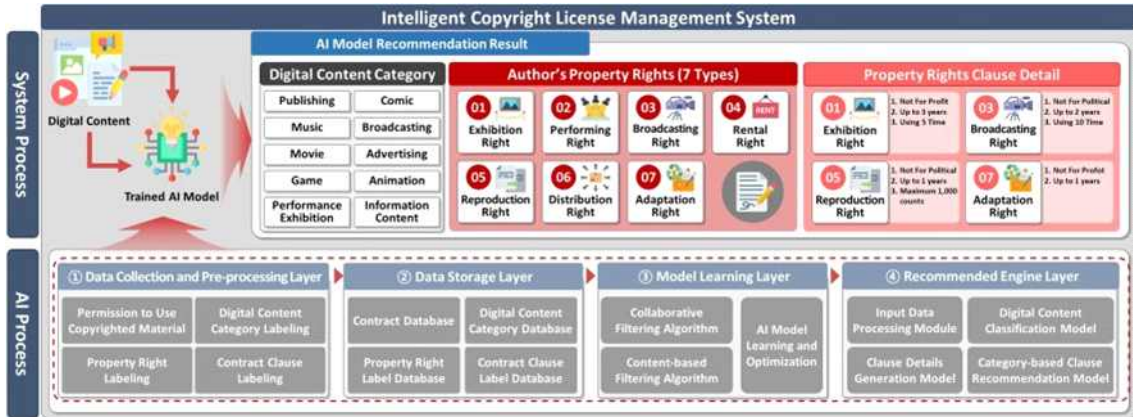 Intelligent Copyright License Management System
System Process
Digital Content
Trained AI Model
AI Model Recommendation Result
Digital Content Category
Publishing
Comic
Music
Broadcasting
Movie
Advertising
Game
Animation
Performance
Exhibition
Information
Content
Author's Property Rights (7 Types)
01
Exhibition
Right
02
Performing
Right
03
Broadcasting
Right
04
RENT
Rental
Right
05
Reproduction
Right
06
Distribution
Right
07
Adaptation
Right
Property Rights Clause Detail
01
Exhibition
Right
1. Not For Profit
2. Up to 3 years
3. Using 5 Time
03
Broadcasting
Right
1. Not For Political
2. Up to 2 years
3. Using 10 Time
05
Reproduction
Right
1. Not For Political
2. Up to 1 years
3. Maximum 1,000
counts
07
Adaptation
Right
1. Not For Profot
2. Up to 1 years
AI Process
① Data Collection and Pre-processing Layer
Permission to Use
Copyrighted Material
Digital Content
Category Labeling
Property Right
Labeling
Contract Clause
Labeling
② Data Storage Layer
Contract Database
Digital Content
Category Database
Property Right
Label Database
Contract Clause
Label Database
③ Model Learning Layer
Collaborative
Filtering Algorithm
Content-based
Filtering Algorithm
AI Model
Learning and
Optimization
④ Recommended Engine Layer
Input Data
Processing Module
Digital Content
Classification Model
Clause Details
Generation Model
Category-based Clause
Recommendation Model